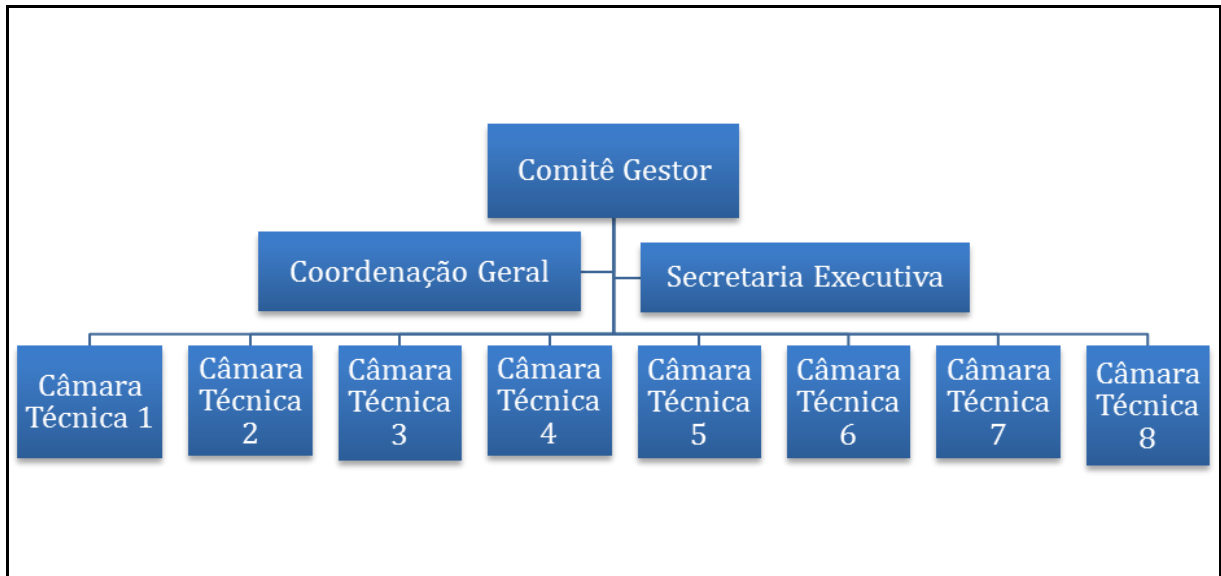 Comitê Gestor
Coordenação Geral
Secretaria Executiva
Câmara
Técnica 1
Câmara
Técnica
2
Câmara
Técnica
3
Câmara
Técnica
4
Câmara
Técnica
5
Câmara
Técnica
6
Câmara
Técnica
7
Câmara
Técnica
8